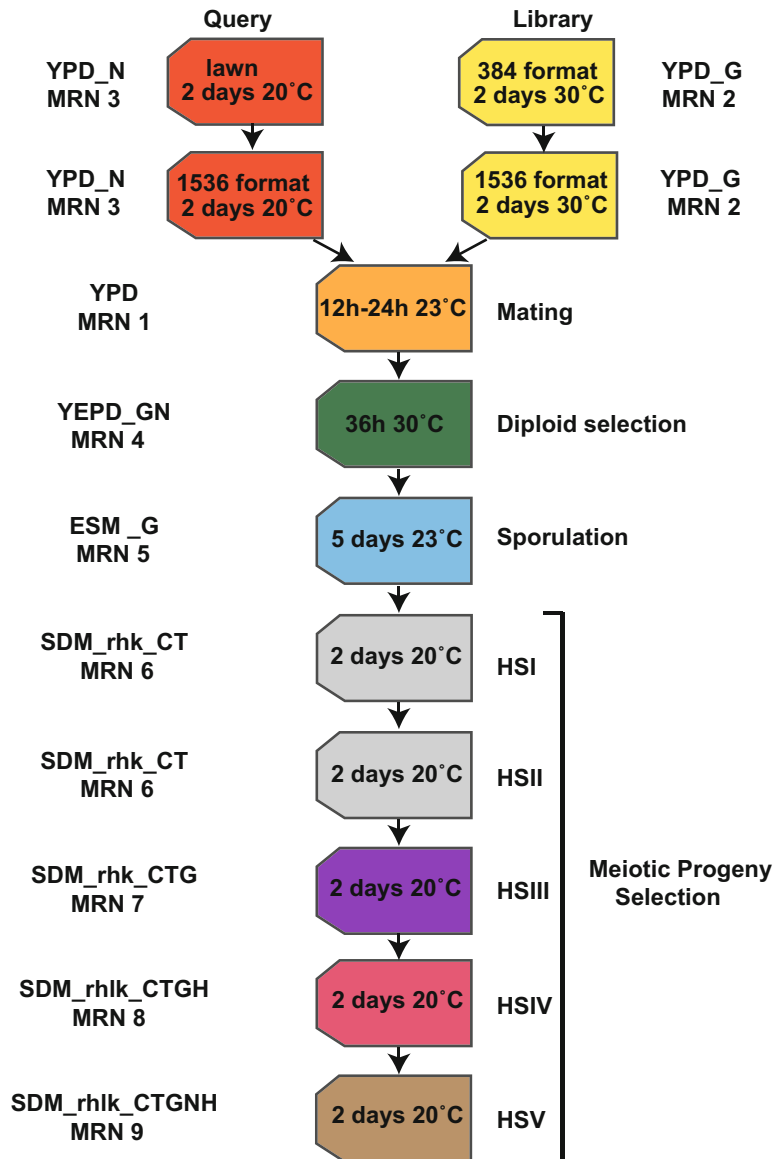 Query
Library
YPD_N
MRN 3
lawn
2 days 20˚C
384 format
2 days 30˚C
YPD_G
MRN 2
YPD_N
MRN 3
1536 format
2 days 20˚C
1536 format
2 days 30˚C
YPD_G
MRN 2
YPD
MRN 1
12h-24h 23˚C
Mating
YEPD_GN
MRN 4
36h 30˚C
Diploid selection
ESM _G
MRN 5
5 days 23˚C
Sporulation
SDM_rhk_CT
MRN 6
2 days 20˚C
HSI
SDM_rhk_CT
MRN 6
2 days 20˚C
HSII
SDM_rhk_CTG
MRN 7
2 days 20˚C
HSIII
Meiotic Progeny
Selection
SDM_rhlk_CTGH
MRN 8
2 days 20˚C
HSIV
SDM_rhlk_CTGNH
MRN 9
2 days 20˚C
HSV